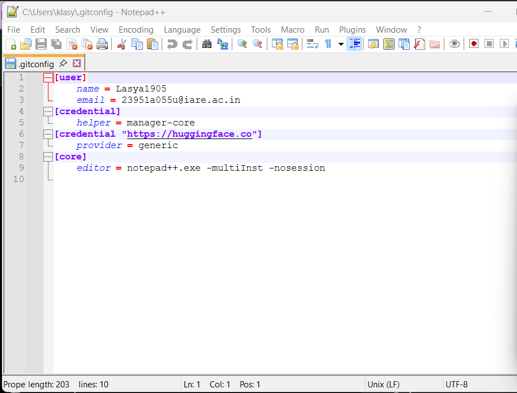 C:\Users\klasy\.gitconfig - Notepad++
File Edit Search View Encoding Language Settings Tools Macro Run Plugins Window ?
.gitconfig
1 [user]
2 name = Lasya1905
3 email = 23951a055u@iare.ac.in
4 [credential]
5 helper = manager-core
6 [credential "https://huggingface.co"]
7 provider = generic
8 [core]
9 editor = notepad++.exe -multiInst -nosession
10
Prope length: 203 lines: 10 Ln: 1 Col: 1 Pos: 1 Unix (LF) UTF-8